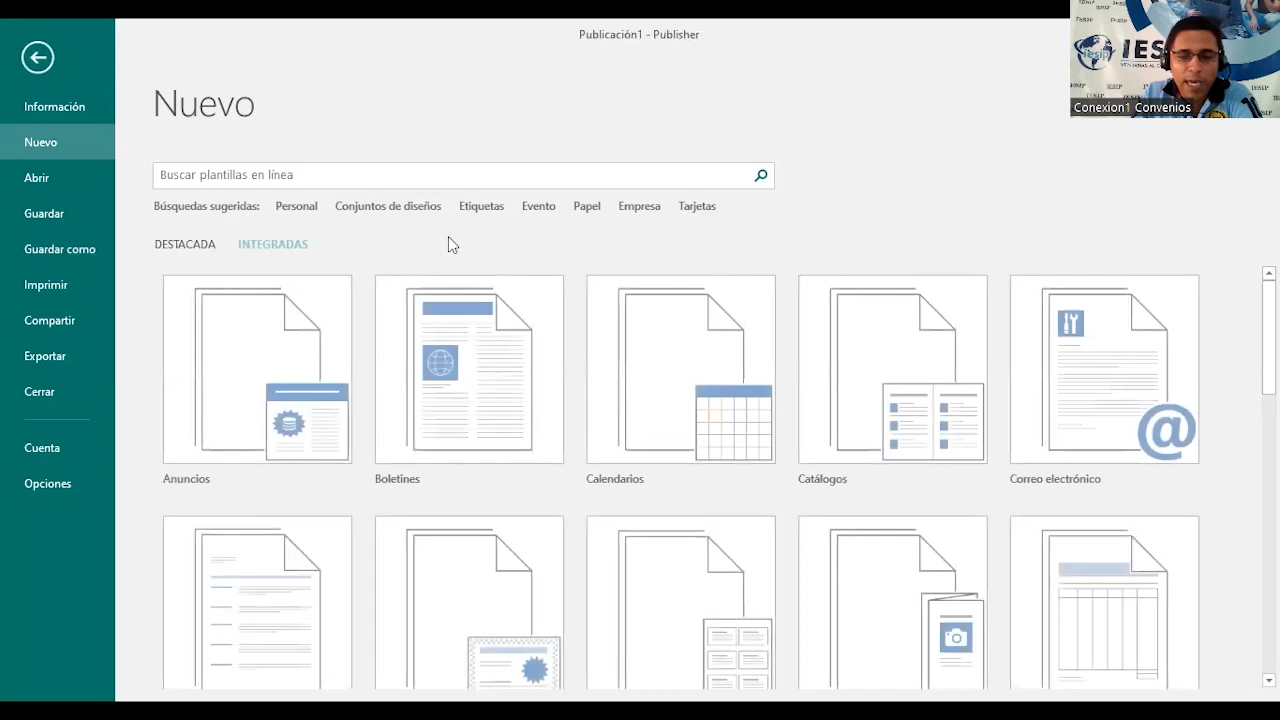 Publicación1 - Publisher
Información
Nuevo
Abrir
Guardar
Guardar como
Imprimir
Compartir
Exportar
Cerrar
Cuenta
Opciones
Nuevo
Buscar plantillas en línea
Búsquedas sugeridas: Personal Conjuntos de diseños Etiquetas Evento Papel Empresa Tarjetas
DESTACADA INTEGRADAS
Anuncios Boletines Calendarios Catálogos Correo electrónico
iesip
IESIP
Conexion1 Convenios